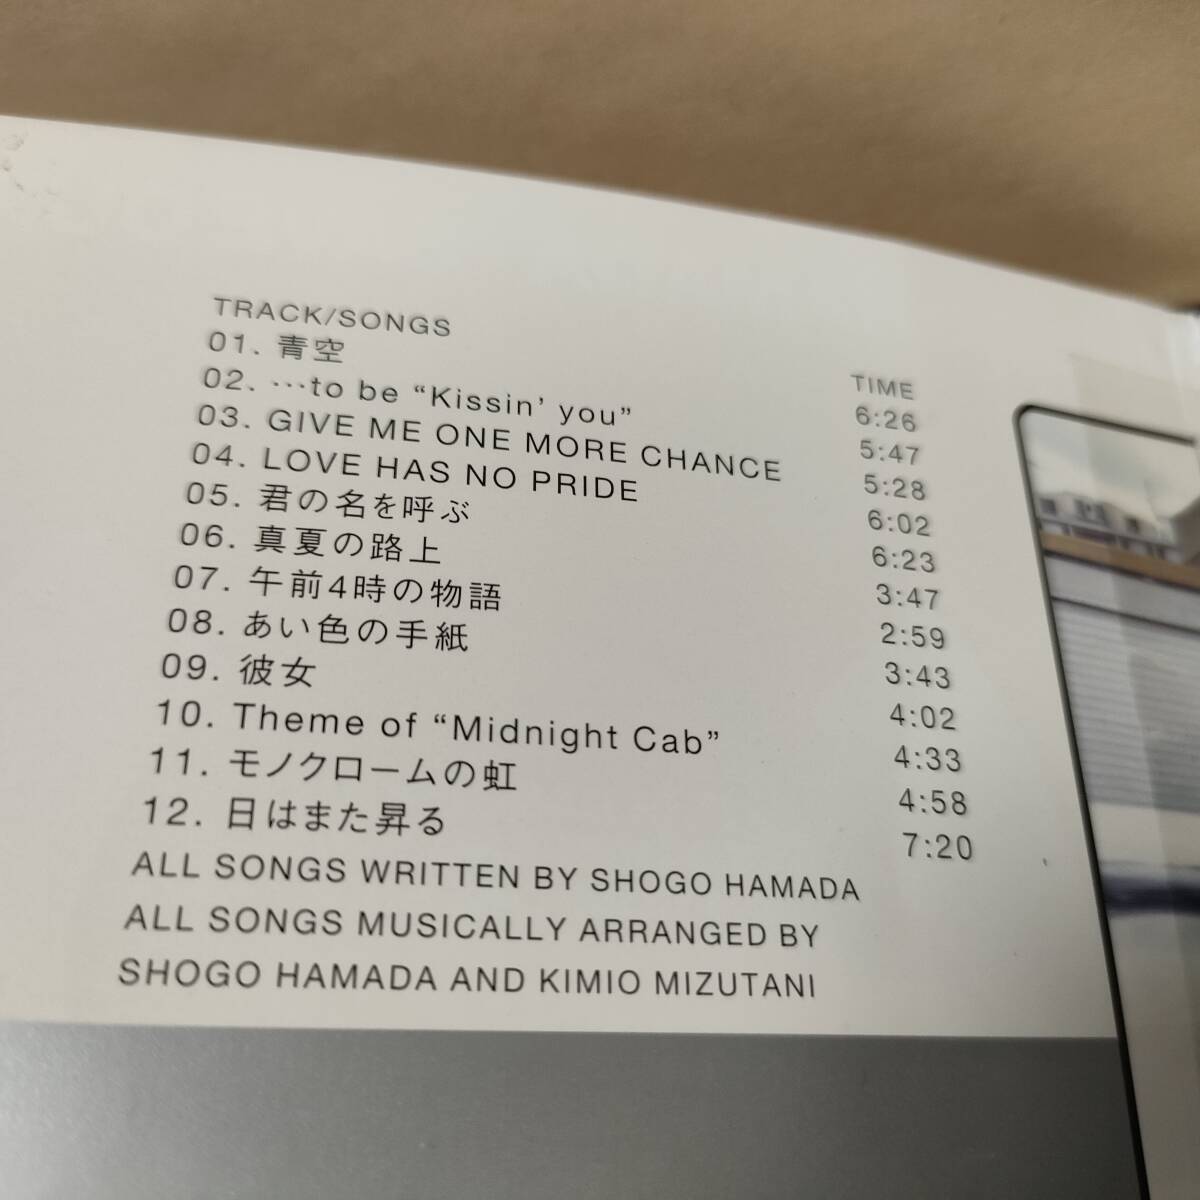 TRACK/SONGS TIME
01. 青空 6:26
02. …to be “Kissin’ you” 5:47
03. GIVE ME ONE MORE CHANCE 5:28
04. LOVE HAS NO PRIDE 6:02
05. 君の名を呼ぶ 6:23
06. 真夏の路上 3:47
07. 午前4時の物語 2:59
08. あい色の手紙 3:43
09. 彼女 4:02
10. Theme of “Midnight Cab” 4:33
11. モノクロームの虹 4:58
12. 日はまた昇る 7:20
ALL SONGS WRITTEN BY SHOGO HAMADA
ALL SONGS MUSICALLY ARRANGED BY
SHOGO HAMADA AND KIMIO MIZUTANI